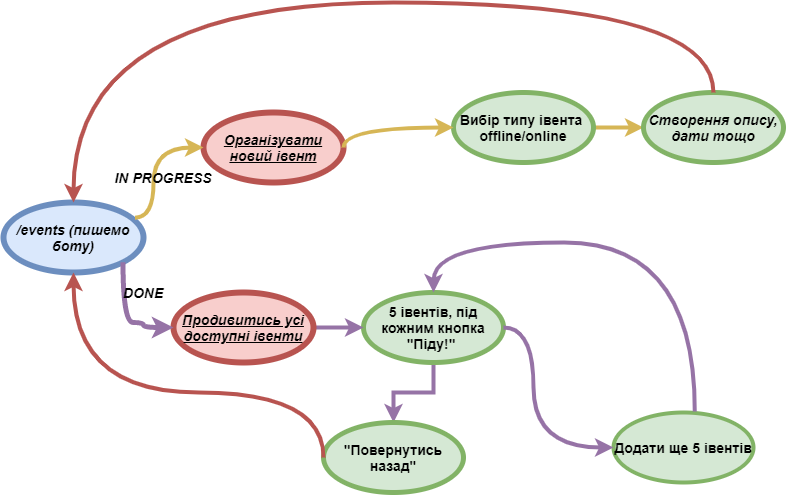 Вибір типу івента
offline/online
Створення опису,
дати тощо
Організувати
новий івент
IN PROGRESS
/events (пишемо
боту)
DONE
Продивитись усі
доступні івенти
5 івентів, під
кожним кнопка
"Піду!"
"Повернутись
назад"
Додати ще 5 івентів